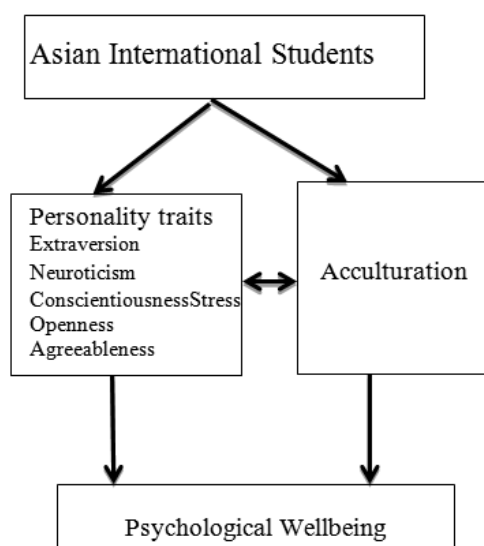 Asian International Students
Personality traits
Extraversion
Neuroticism
ConscientiousnessStress
Openness
Agreeableness
Acculturation
Psychological Wellbeing